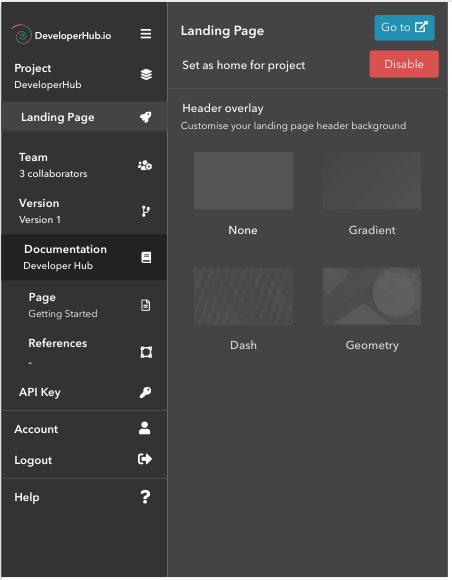 DeveloperHub.io
Project
DeveloperHub
Landing Page
Team
3 collaborators
Version
Version 1
Documentation
Developer Hub
Page
Getting Started
References
-
API Key
Account
Logout
Help
?
Landing Page
Go to
Set as home for project
Disable
Header overlay
Customise your landing page header background
None
Gradient
Dash
Geometry